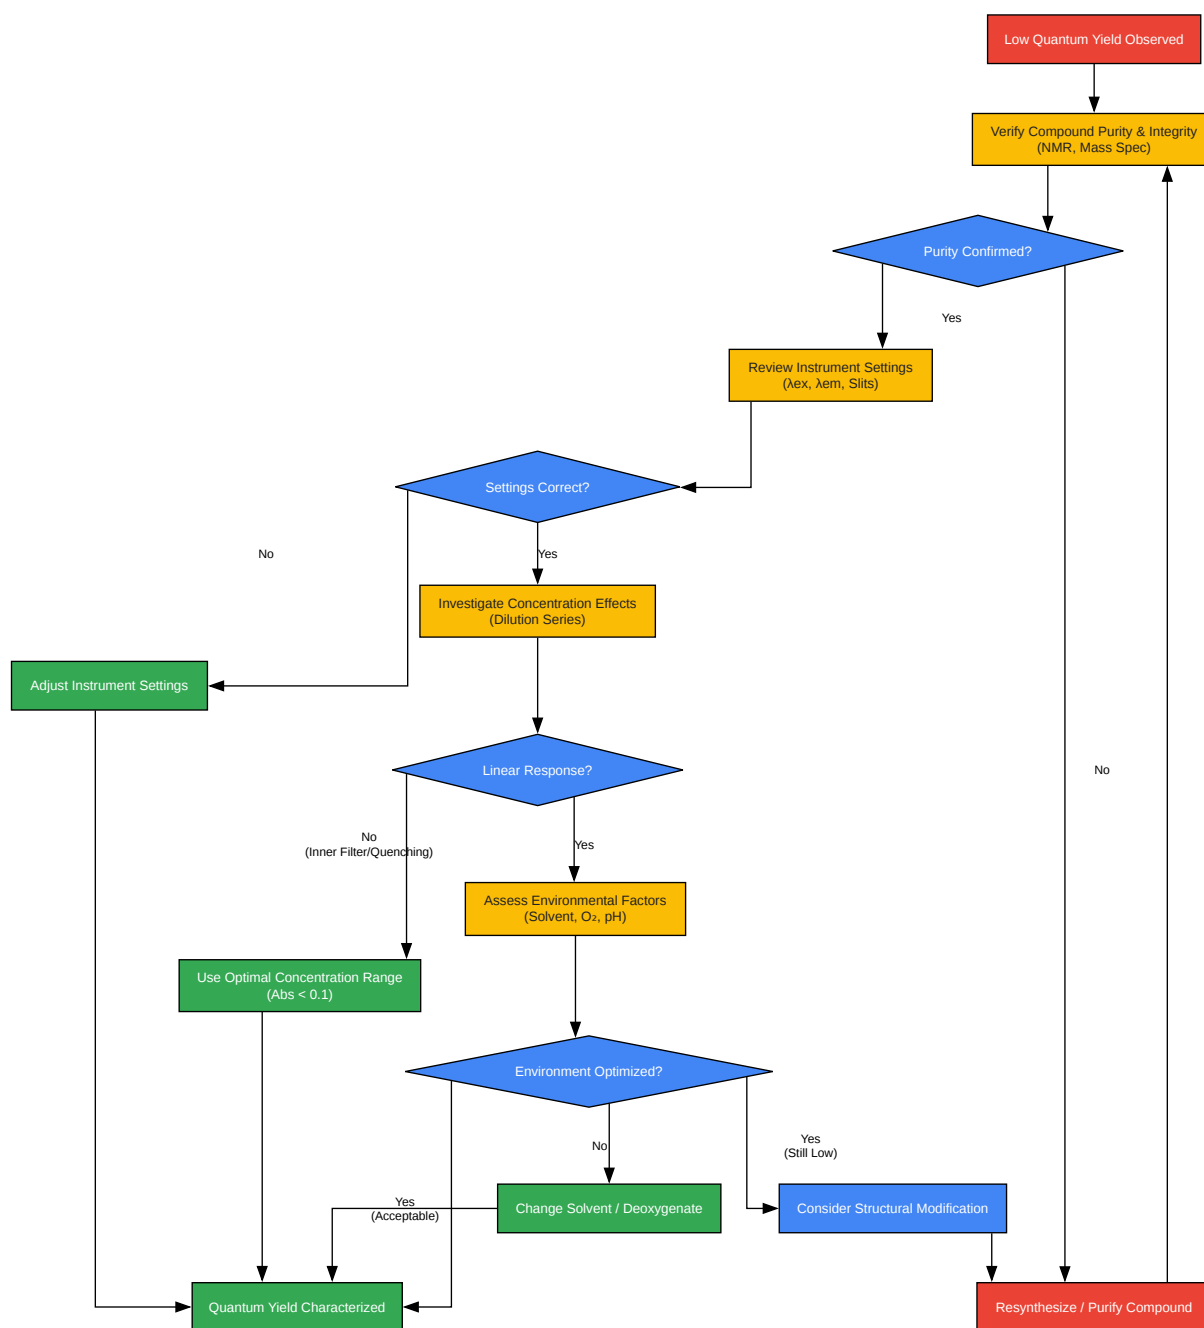 Low Quantum Yield Observed
Verify Compound Purity & Integrity
(NMR, Mass Spec)
Purity Confirmed?
Yes
Review Instrument Settings
(λex, λem, Slits)
Settings Correct?
No
Yes
Investigate Concentration Effects
(Dilution Series)
Adjust Instrument Settings
Linear Response?
No
No
(Inner Filter/Quenching)
Yes
Assess Environmental Factors
(Solvent, O₂, pH)
Use Optimal Concentration Range
(Abs < 0.1)
Environment Optimized?
No
Yes
(Still Low)
Yes
(Acceptable)
Change Solvent / Deoxygenate
Consider Structural Modification
Quantum Yield Characterized
Resynthesize / Purify Compound